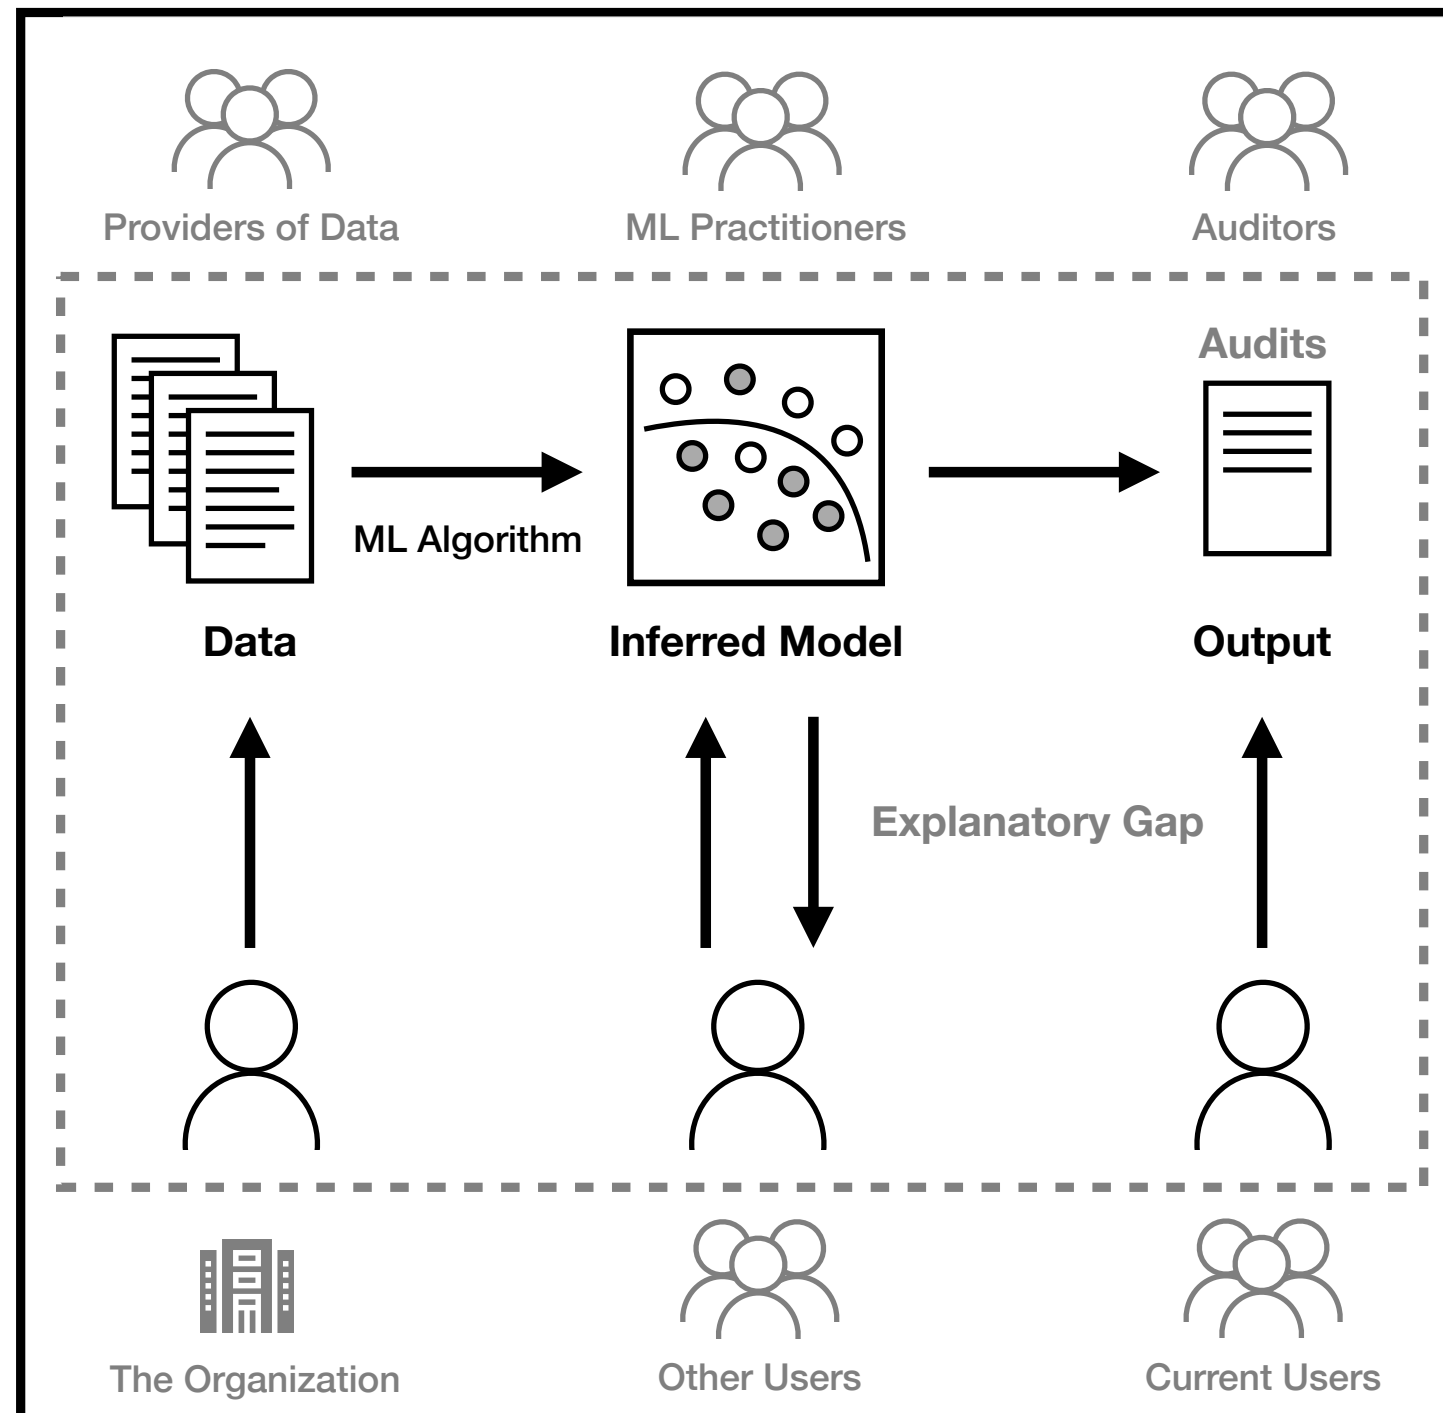 Providers of Data
ML Practitioners
Auditors
Audits
ML Algorithm
Data
Inferred Model
Output
Explanatory Gap
The Organization
Other Users
Current Users